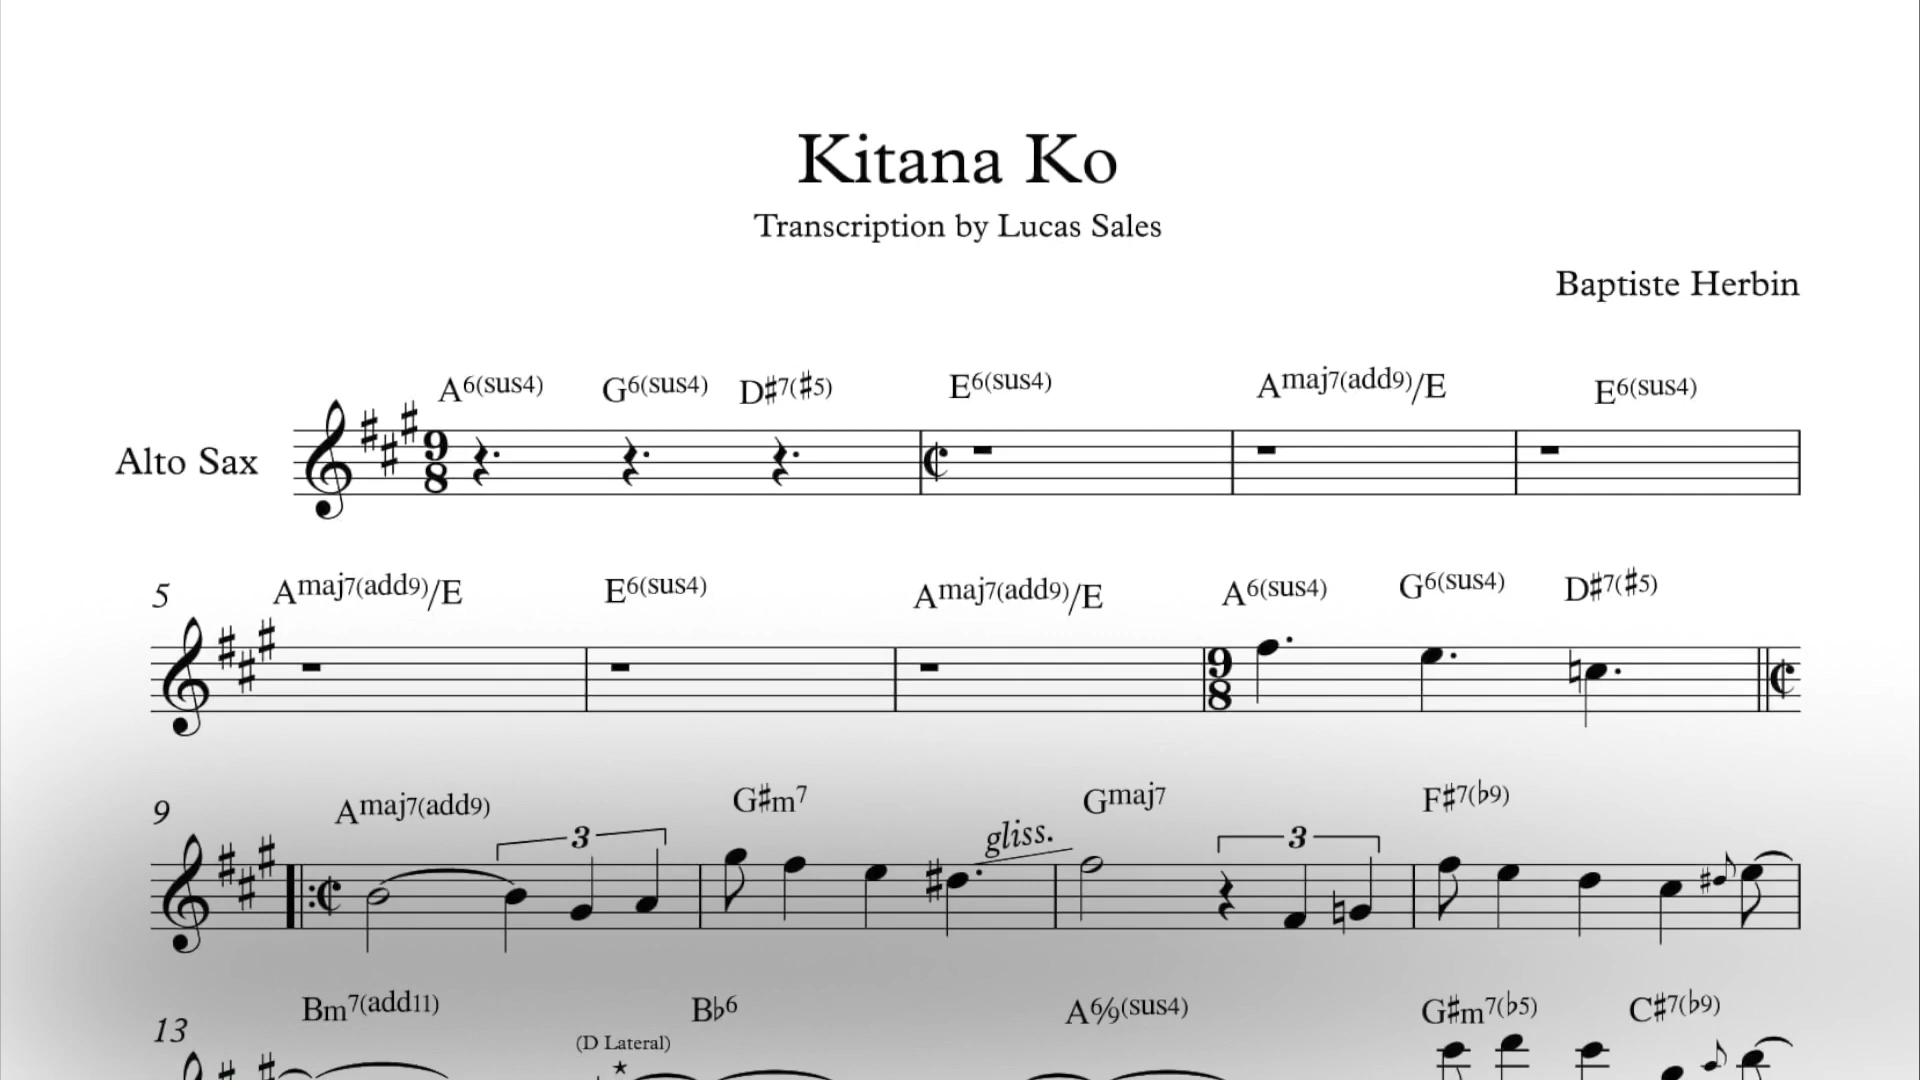 Kitana Ko
Transcription by Lucas Sales
Baptiste Herbin
A6(sus4) G6(sus4) D♯7(♯5) E6(sus4) Amaj7(add9)/E E6(sus4)
Alto Sax 9 8
5 Amaj7(add9)/E E6(sus4) Amaj7(add9)/E A6(sus4) G6(sus4) D♯7(♯5)
9 8
9 Amaj7(add9) G♯m7 Gmaj7 F♯7(♭9)
3 gliss. 3
13 Bm7(add11) B♭6 A6/9(sus4) G♯m7(♭5) C♯7(♭9)
(D Lateral)